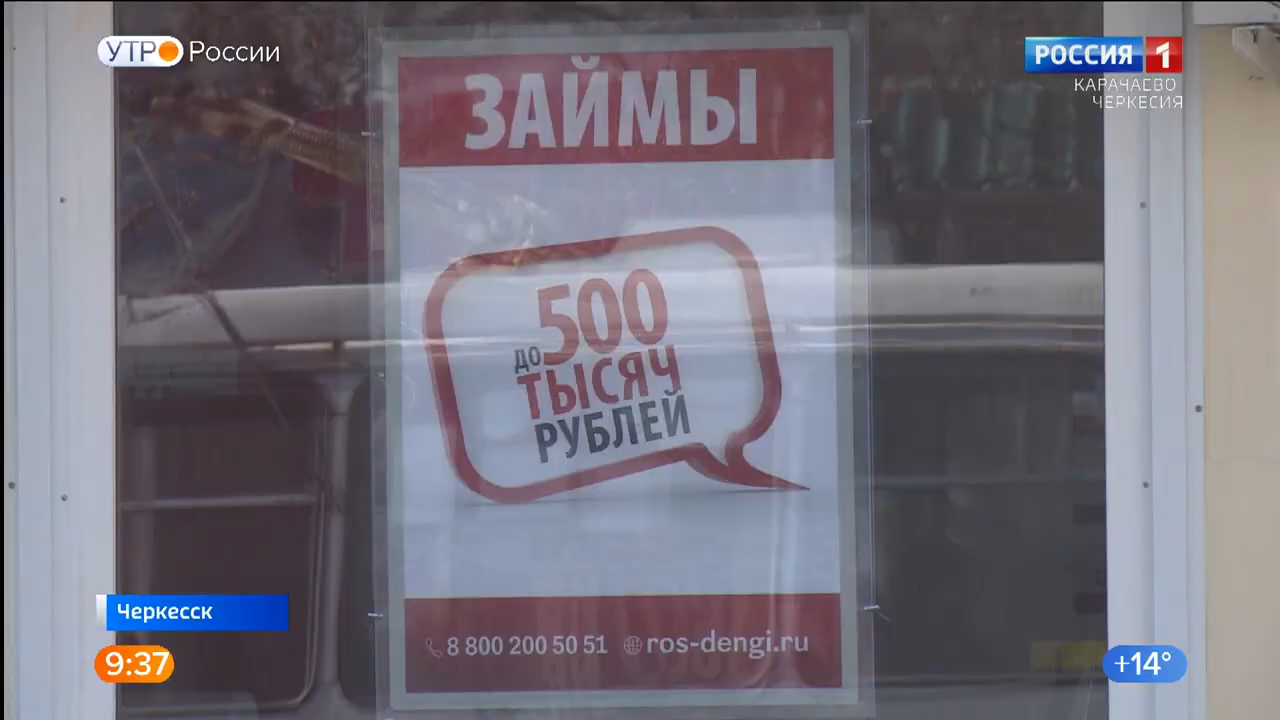 УТРО России
РОССИЯ 1
КАРАЧАЕВО
ЧЕРКЕСИЯ
ЗАЙМЫ
ДО 500
ТЫСЯЧ
РУБЛЕЙ
8 800 200 50 51 ros-dengi.ru
Черкесск
9:37
+14°